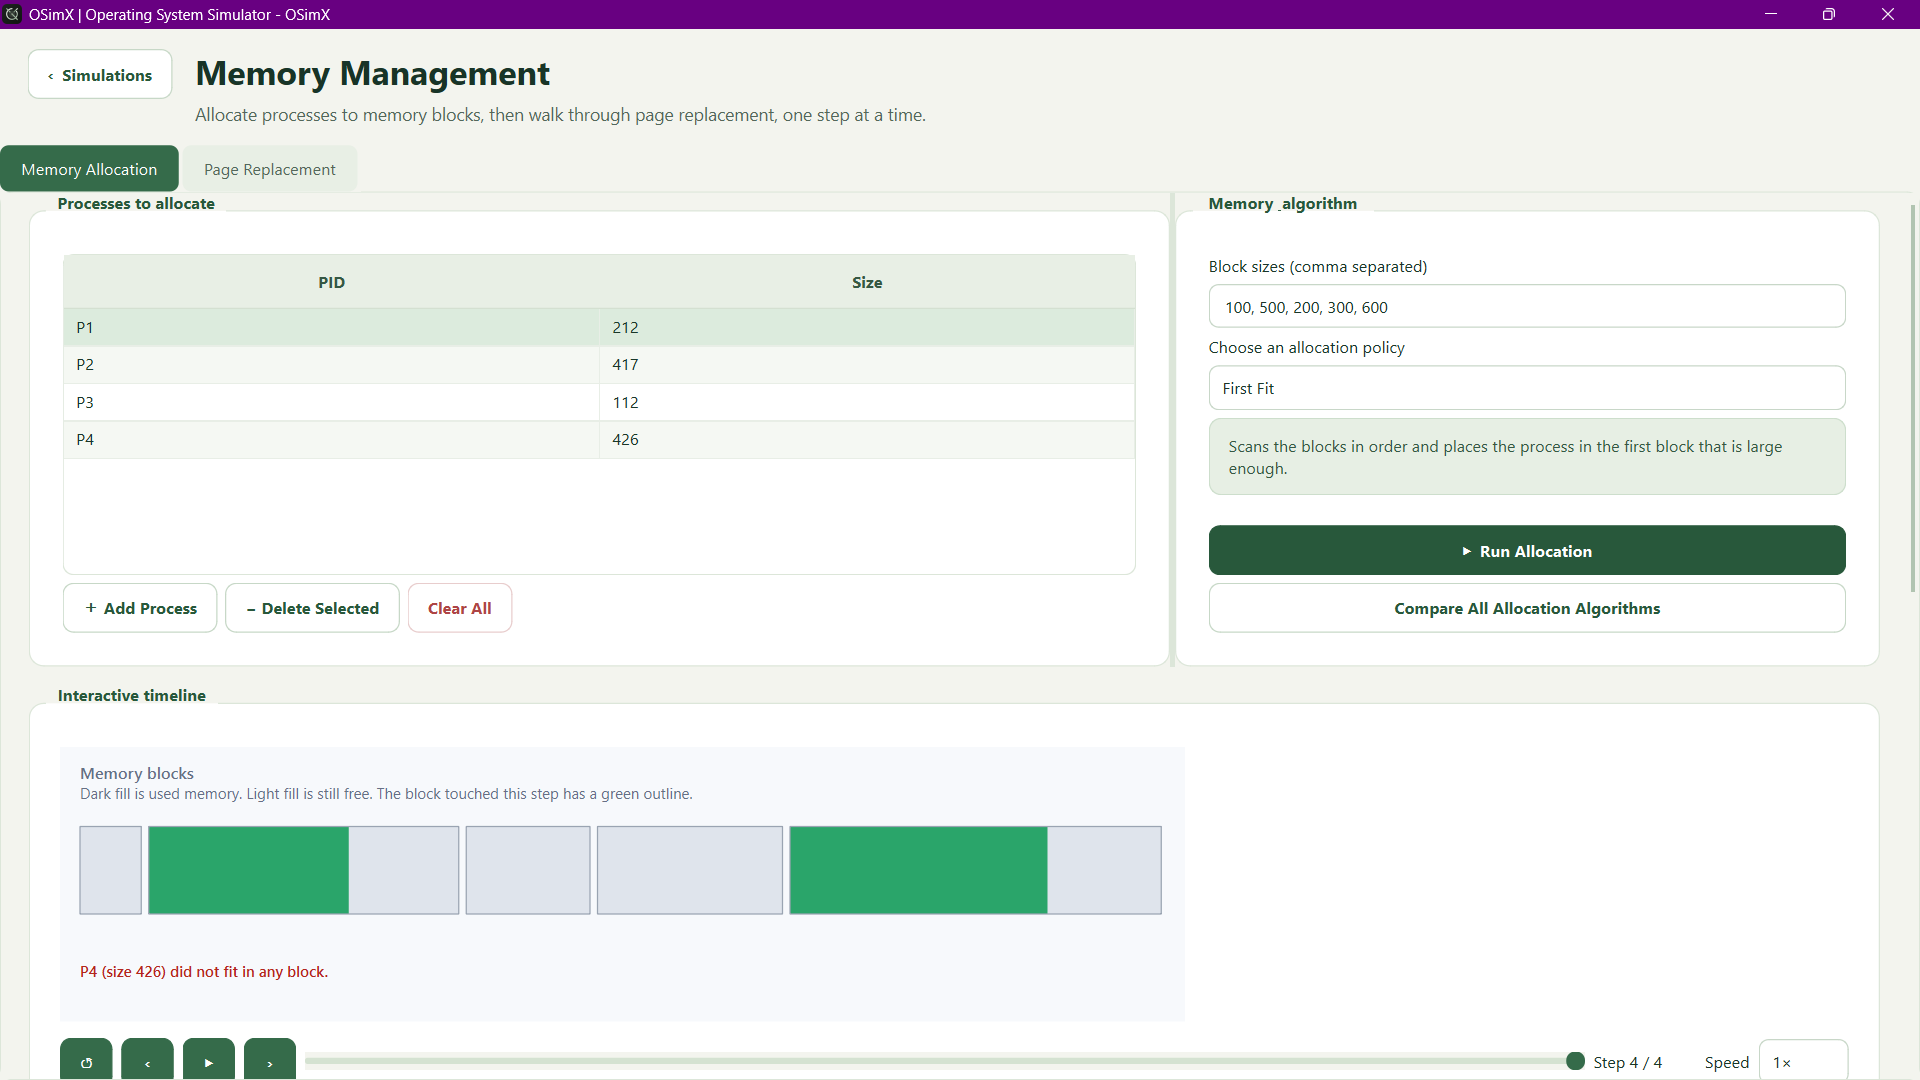 OSimX | Operating System Simulator - OSimX
‹ Simulations
Memory Management
Allocate processes to memory blocks, then walk through page replacement, one step at a time.
Memory Allocation
Page Replacement
Processes to allocate
PID Size
P1 212
P2 417
P3 112
P4 426
+ Add Process
– Delete Selected
Clear All
Memory algorithm
Block sizes (comma separated)
100, 500, 200, 300, 600
Choose an allocation policy
First Fit
Scans the blocks in order and places the process in the first block that is large
enough.
▶ Run Allocation
Compare All Allocation Algorithms
Interactive timeline
Memory blocks
Dark fill is used memory. Light fill is still free. The block touched this step has a green outline.
P4 (size 426) did not fit in any block.
Step 4 / 4
Speed
1×